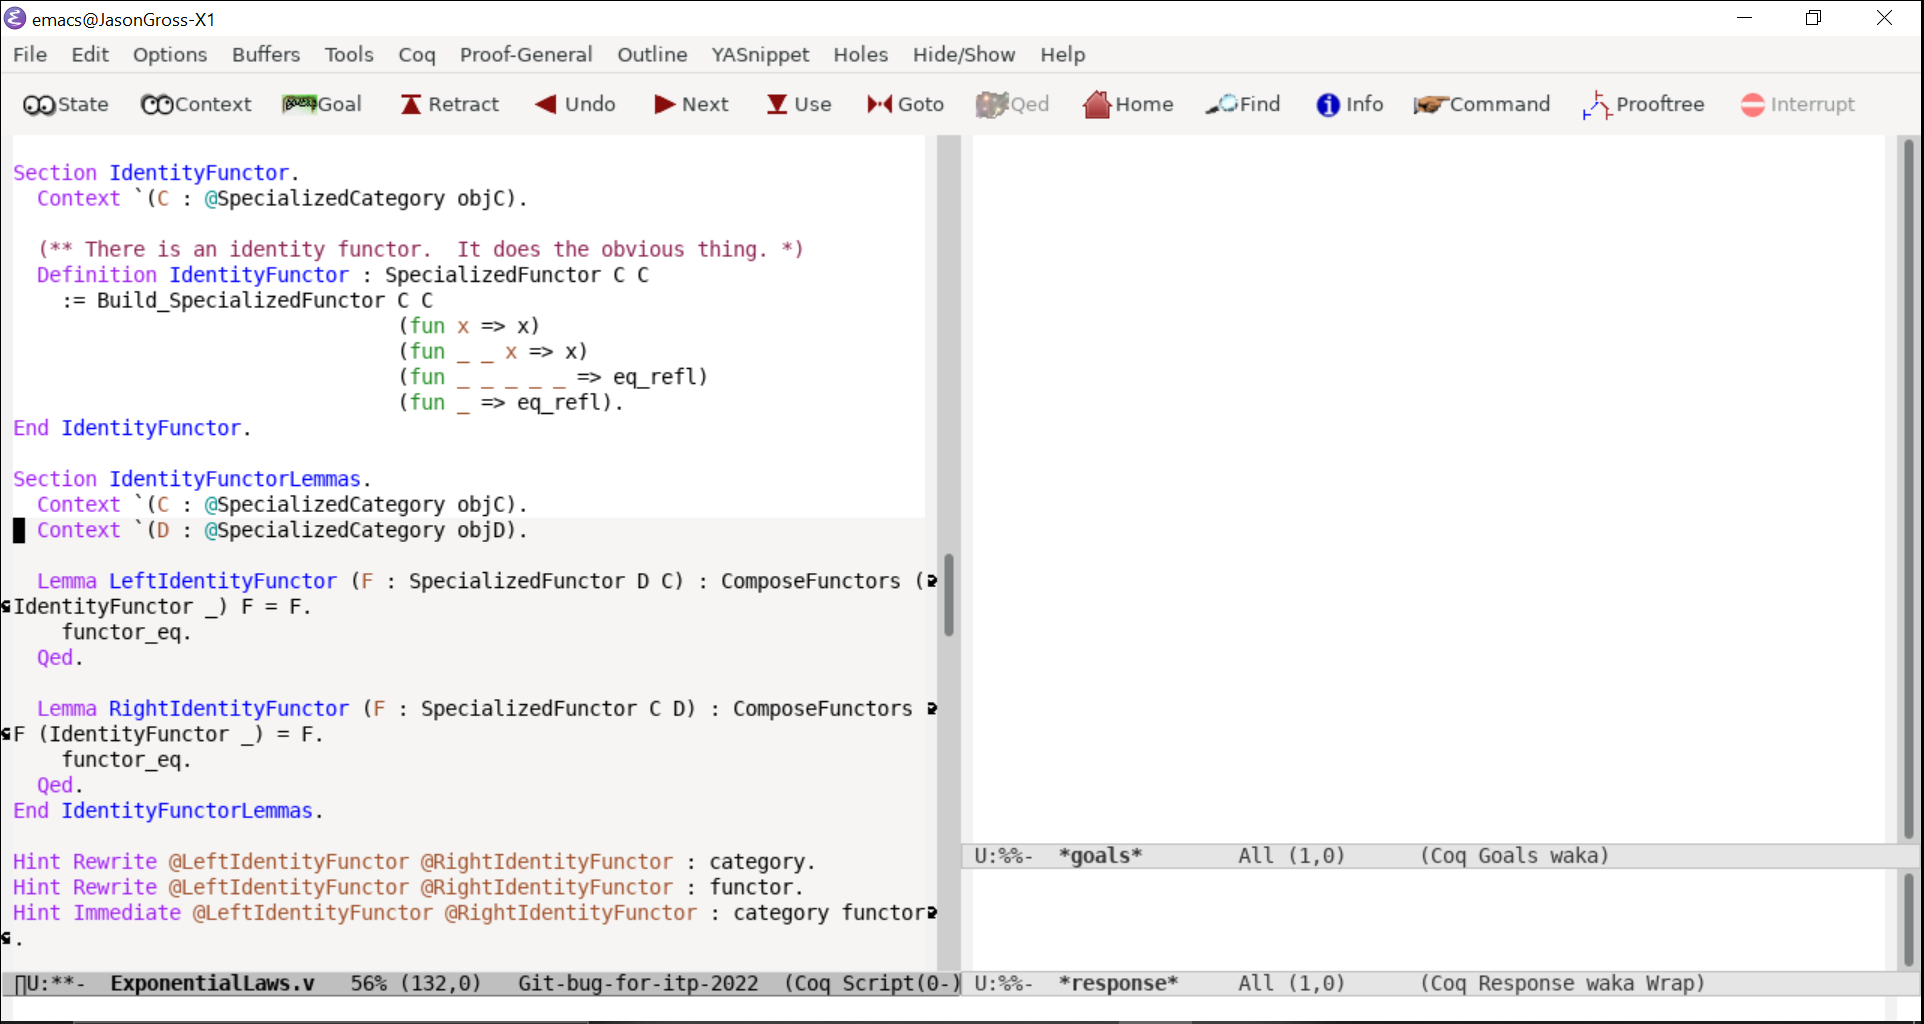 emacs@JasonGross-X1
File Edit Options Buffers Tools Coq Proof-General Outline YASnippet Holes Hide/Show Help
State Context Goal Retract Undo Next Use Goto Qed Home Find Info Command Prooftree Interrupt
Section IdentityFunctor.
  Context `(C : @SpecializedCategory objC).

  (** There is an identity functor.  It does the obvious thing. *)
  Definition IdentityFunctor : SpecializedFunctor C C
    := Build_SpecializedFunctor C C
                                (fun x => x)
                                (fun _ _ x => x)
                                (fun _ _ _ _ _ => eq_refl)
                                (fun _ => eq_refl).
End IdentityFunctor.

Section IdentityFunctorLemmas.
  Context `(C : @SpecializedCategory objC).
  Context `(D : @SpecializedCategory objD).

  Lemma LeftIdentityFunctor (F : SpecializedFunctor D C) : ComposeFunctors (
IdentityFunctor _) F = F.
    functor_eq.
  Qed.

  Lemma RightIdentityFunctor (F : SpecializedFunctor C D) : ComposeFunctors
F (IdentityFunctor _) = F.
    functor_eq.
  Qed.
End IdentityFunctorLemmas.

Hint Rewrite @LeftIdentityFunctor @RightIdentityFunctor : category.
Hint Rewrite @LeftIdentityFunctor @RightIdentityFunctor : functor.
Hint Immediate @LeftIdentityFunctor @RightIdentityFunctor : category functor
.
U:**-  ExponentialLaws.v   56% (132,0)   Git-bug-for-itp-2022  (Coq Script(0-)
U:%%-  *goals*        All (1,0)      (Coq Goals waka)
U:%%-  *response*     All (1,0)      (Coq Response waka Wrap)